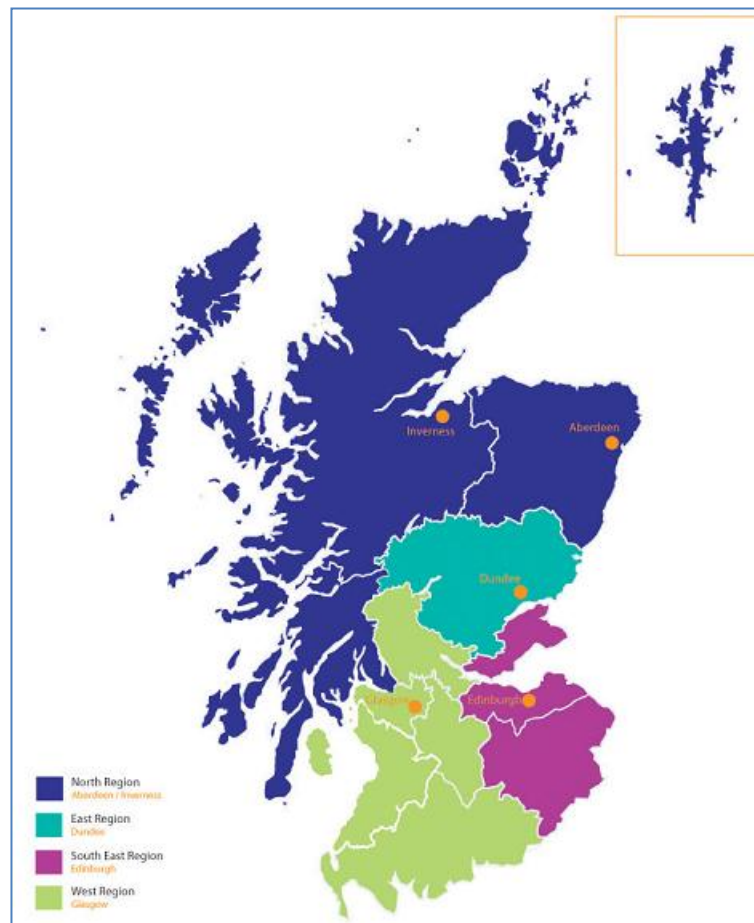 Inverness
Aberdeen
Dundee
Glasgow
Edinburgh
North Region
Aberdeen / Inverness
East Region
Dundee
South East Region
Edinburgh
West Region
Glasgow